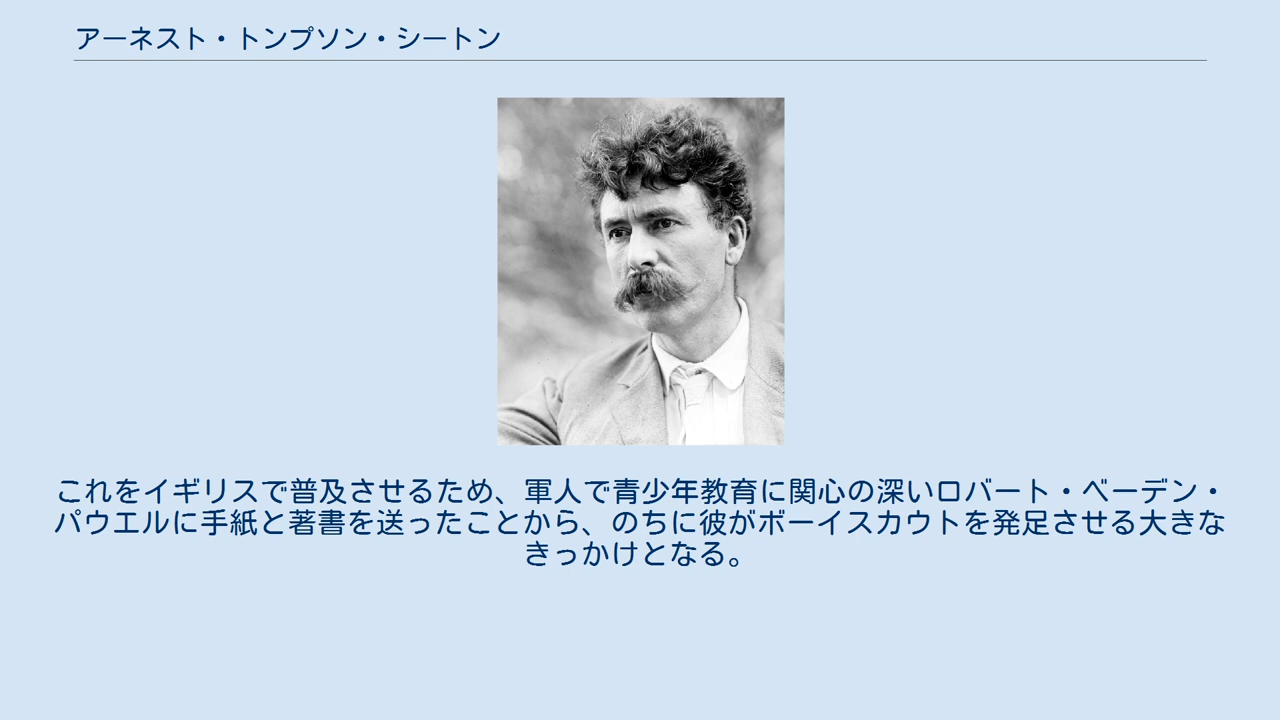 アーネスト・トンプソン・シートン
これをイギリスで普及させるため、軍人で青少年教育に関心の深いロバート・ベーデン・
パウエルに手紙と著書を送ったことから、のちに彼がボーイスカウトを発足させる大きな
きっかけとなる。